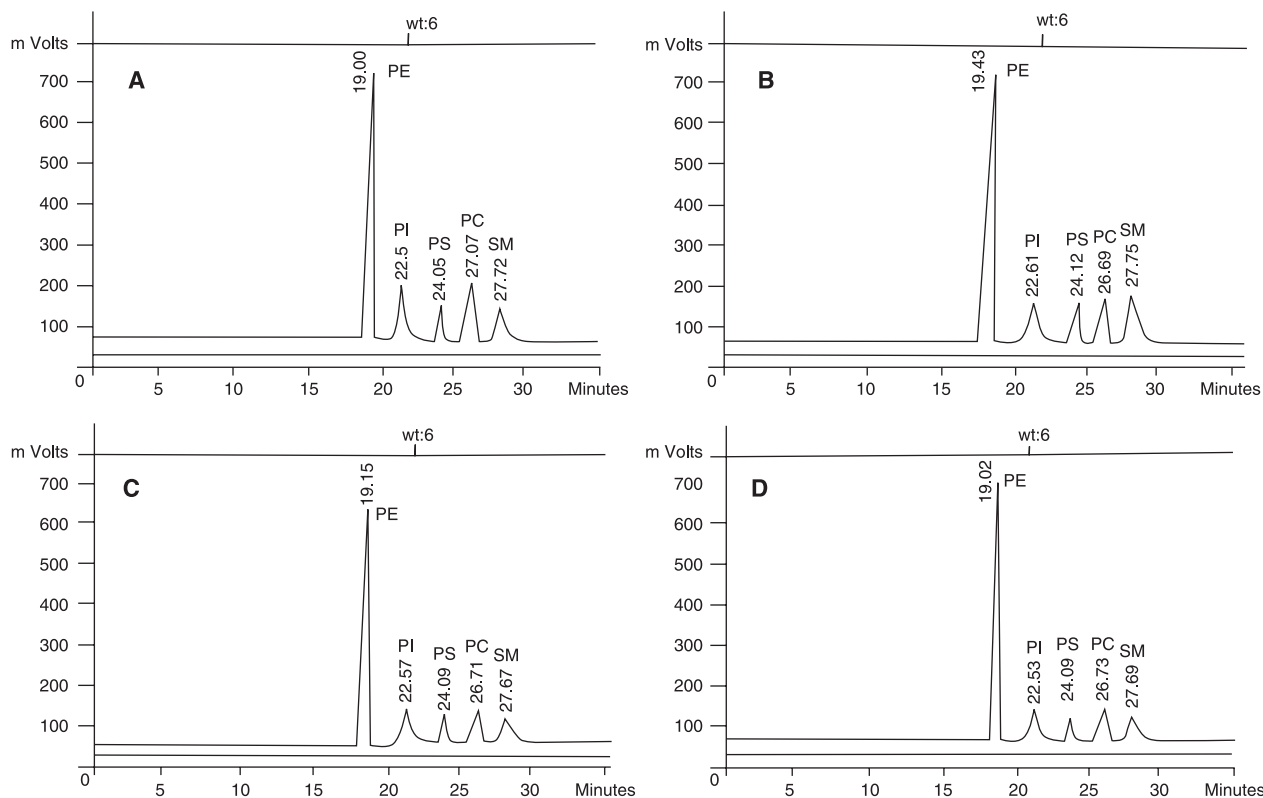 wt:6
m Volts
A
19.00
PE
700
600
500
400
300
200
100
0
PI
22.5
PS
24.05
PC
27.07
SM
27.72
5
10
15
20
25
30
Minutes
wt:6
m Volts
B
19.43
PE
700
600
500
400
300
200
100
0
PI
22.61
PS
24.12
PC
26.69
SM
27.75
5
10
15
20
25
30
Minutes
wt:6
m Volts
C
19.15
PE
700
600
500
400
300
200
100
0
PI
22.57
PS
24.09
PC
26.71
SM
27.67
5
10
15
20
25
30
Minutes
wt:6
m Volts
D
19.02
PE
700
600
500
400
300
200
100
0
PI
22.53
PS
24.09
PC
26.73
SM
27.69
5
10
15
20
25
30
Minutes